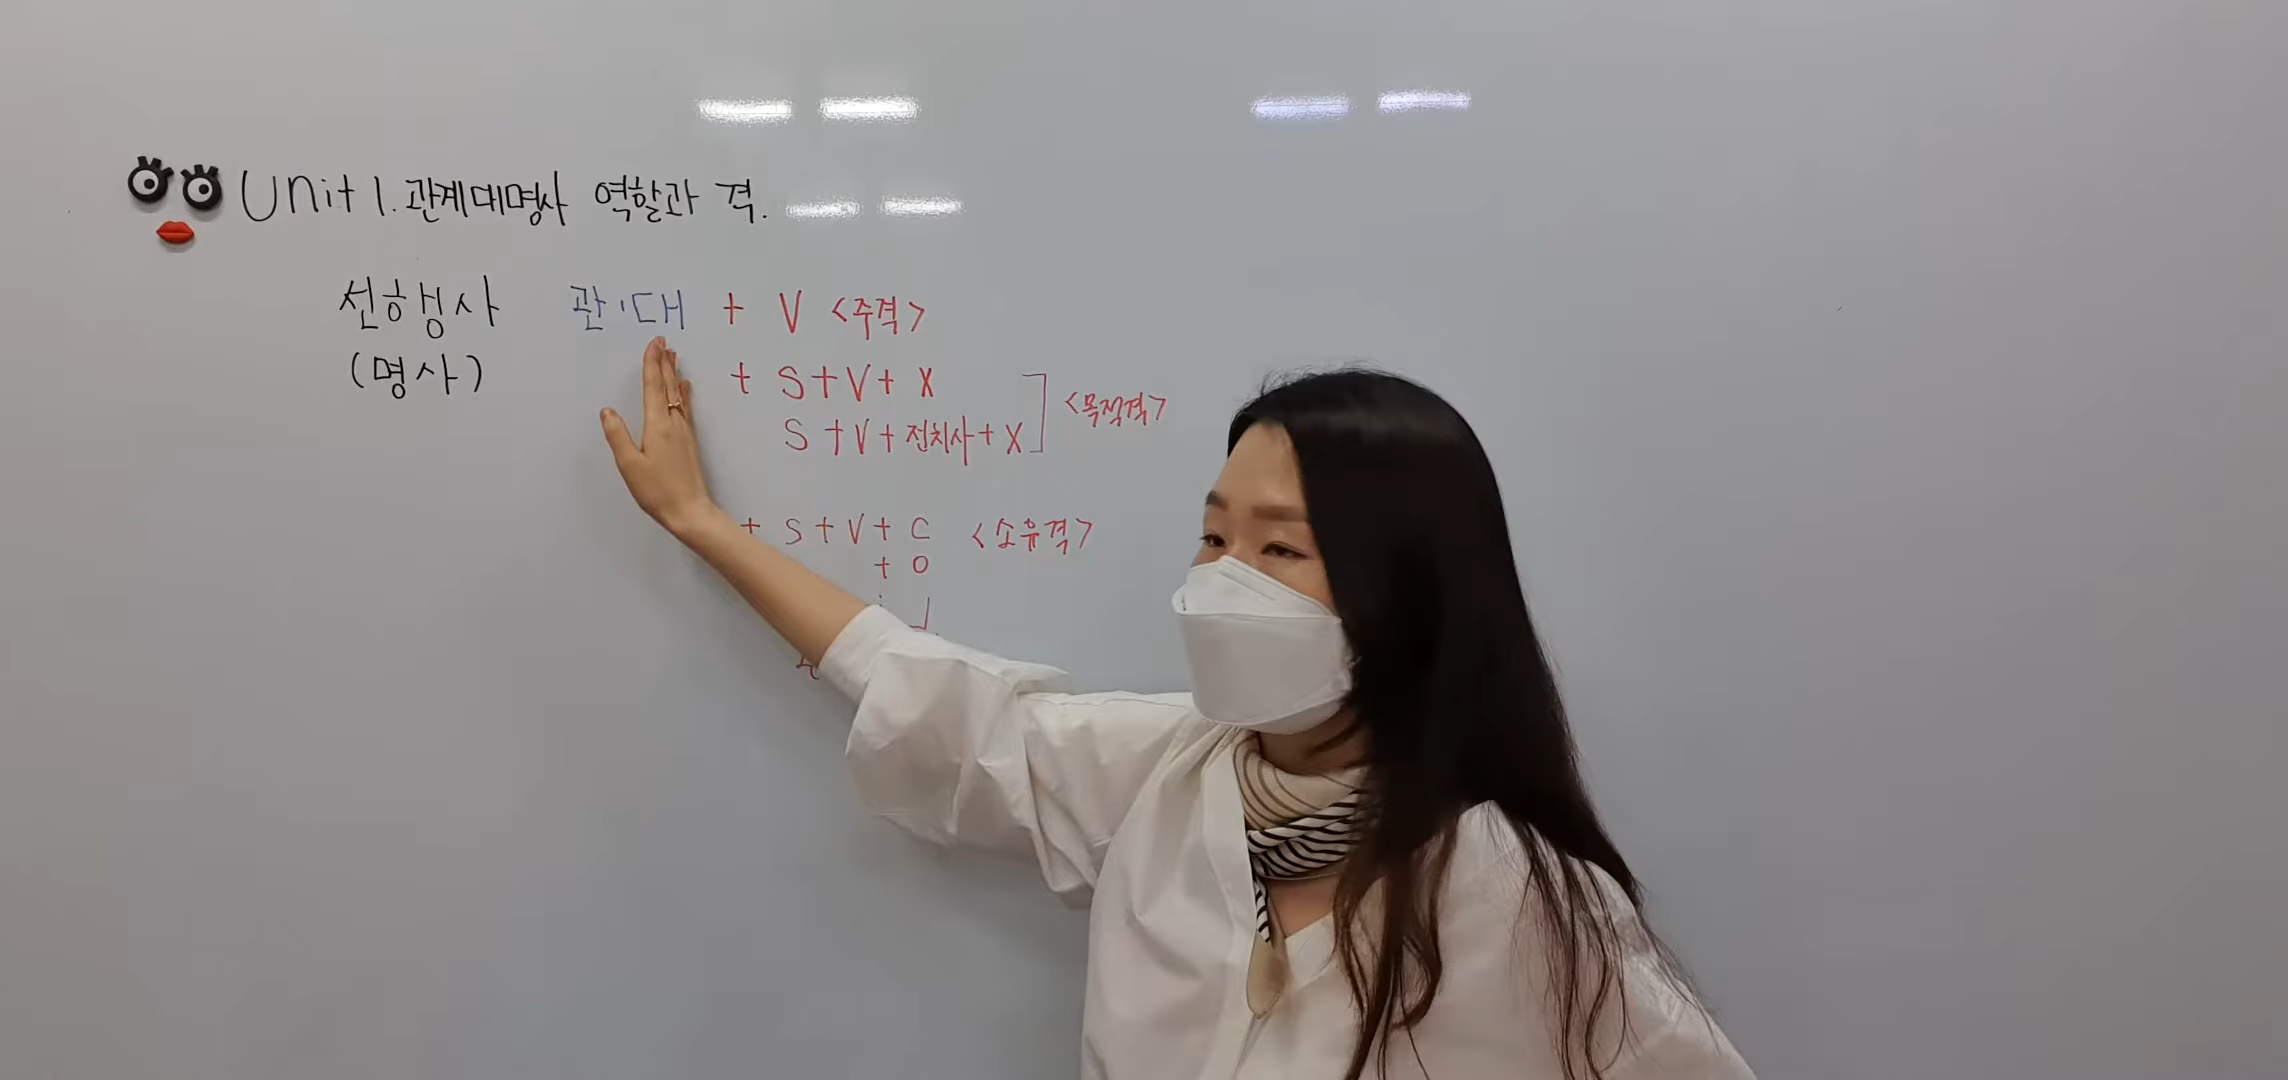 Unit 1. 관계대명사 역할과 격.
선행사 관·대 + V <주격>
(명사) + S+V+ X
S+V+전치사+X <목적격>
+ S+V+ C <소유격>
+ O